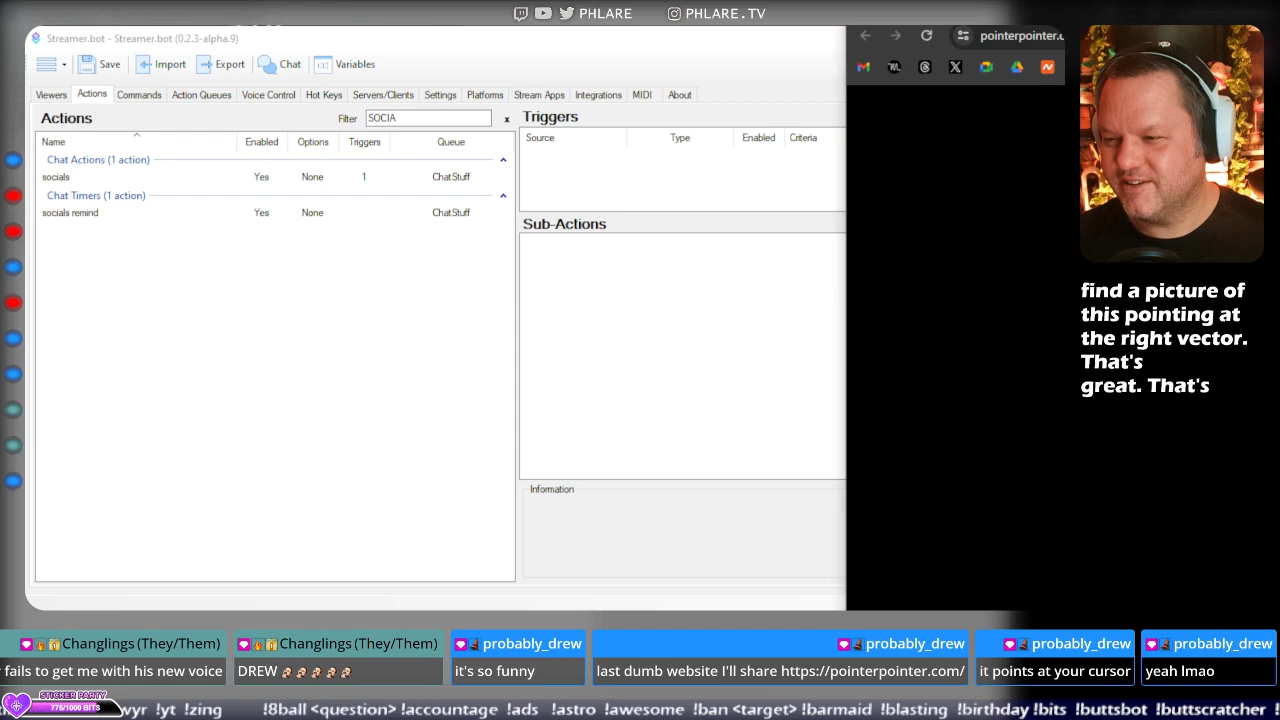 PHLARE PHLARE.TV
Streamer.bot - Streamer.bot (0.2.3-alpha.9)
pointerpointer.c
Save Import Export Chat Variables
Viewers Actions Commands Action Queues Voice Control Hot Keys Servers/Clients Settings Platforms Stream Apps Integrations MIDI About
Actions Filter SOCIA x
Name Enabled Options Triggers Queue
Chat Actions (1 action)
socials Yes None 1 ChatStuff
Chat Timers (1 action)
socials remind Yes None ChatStuff
Triggers
Source Type Enabled Criteria
Sub-Actions
Information
find a picture of
this pointing at
the right vector.
That's
great. That's
Changlings (They/Them)
fails to get me with his new voice
Changlings (They/Them)
DREW
probably_drew
it's so funny
probably_drew
last dumb website I'll share https://pointerpointer.com/
probably_drew
it points at your cursor
probably_drew
yeah lmao
STICKER PARTY
775/1000 BITS
wyr !yt !zing !8ball <question> !accountage !ads !astro !awesome !ban <target> !barmaid !blasting !birthday !bits !buttsbot !buttscratcher